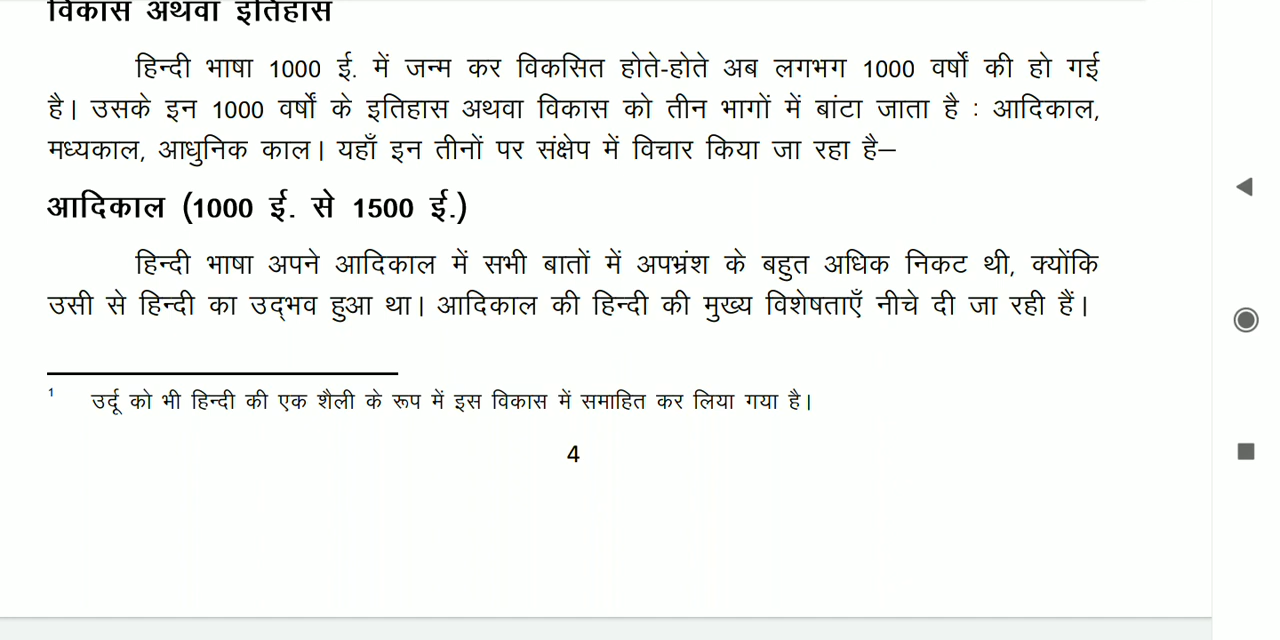 विकास अथवा इतिहास
हिन्दी भाषा 1000 ई. में जन्म कर विकसित होते-होते अब लगभग 1000 वर्षों की हो गई
है। उसके इन 1000 वर्षों के इतिहास अथवा विकास को तीन भागों में बांटा जाता है : आदिकाल,
मध्यकाल, आधुनिक काल। यहाँ इन तीनों पर संक्षेप में विचार किया जा रहा है—
आदिकाल (1000 ई. से 1500 ई.)
हिन्दी भाषा अपने आदिकाल में सभी बातों में अपभ्रंश के बहुत अधिक निकट थी, क्योंकि
उसी से हिन्दी का उद्‌भव हुआ था। आदिकाल की हिन्दी की मुख्य विशेषताएँ नीचे दी जा रही हैं।
1 उर्दू को भी हिन्दी की एक शैली के रूप में इस विकास में समाहित कर लिया गया है।
4